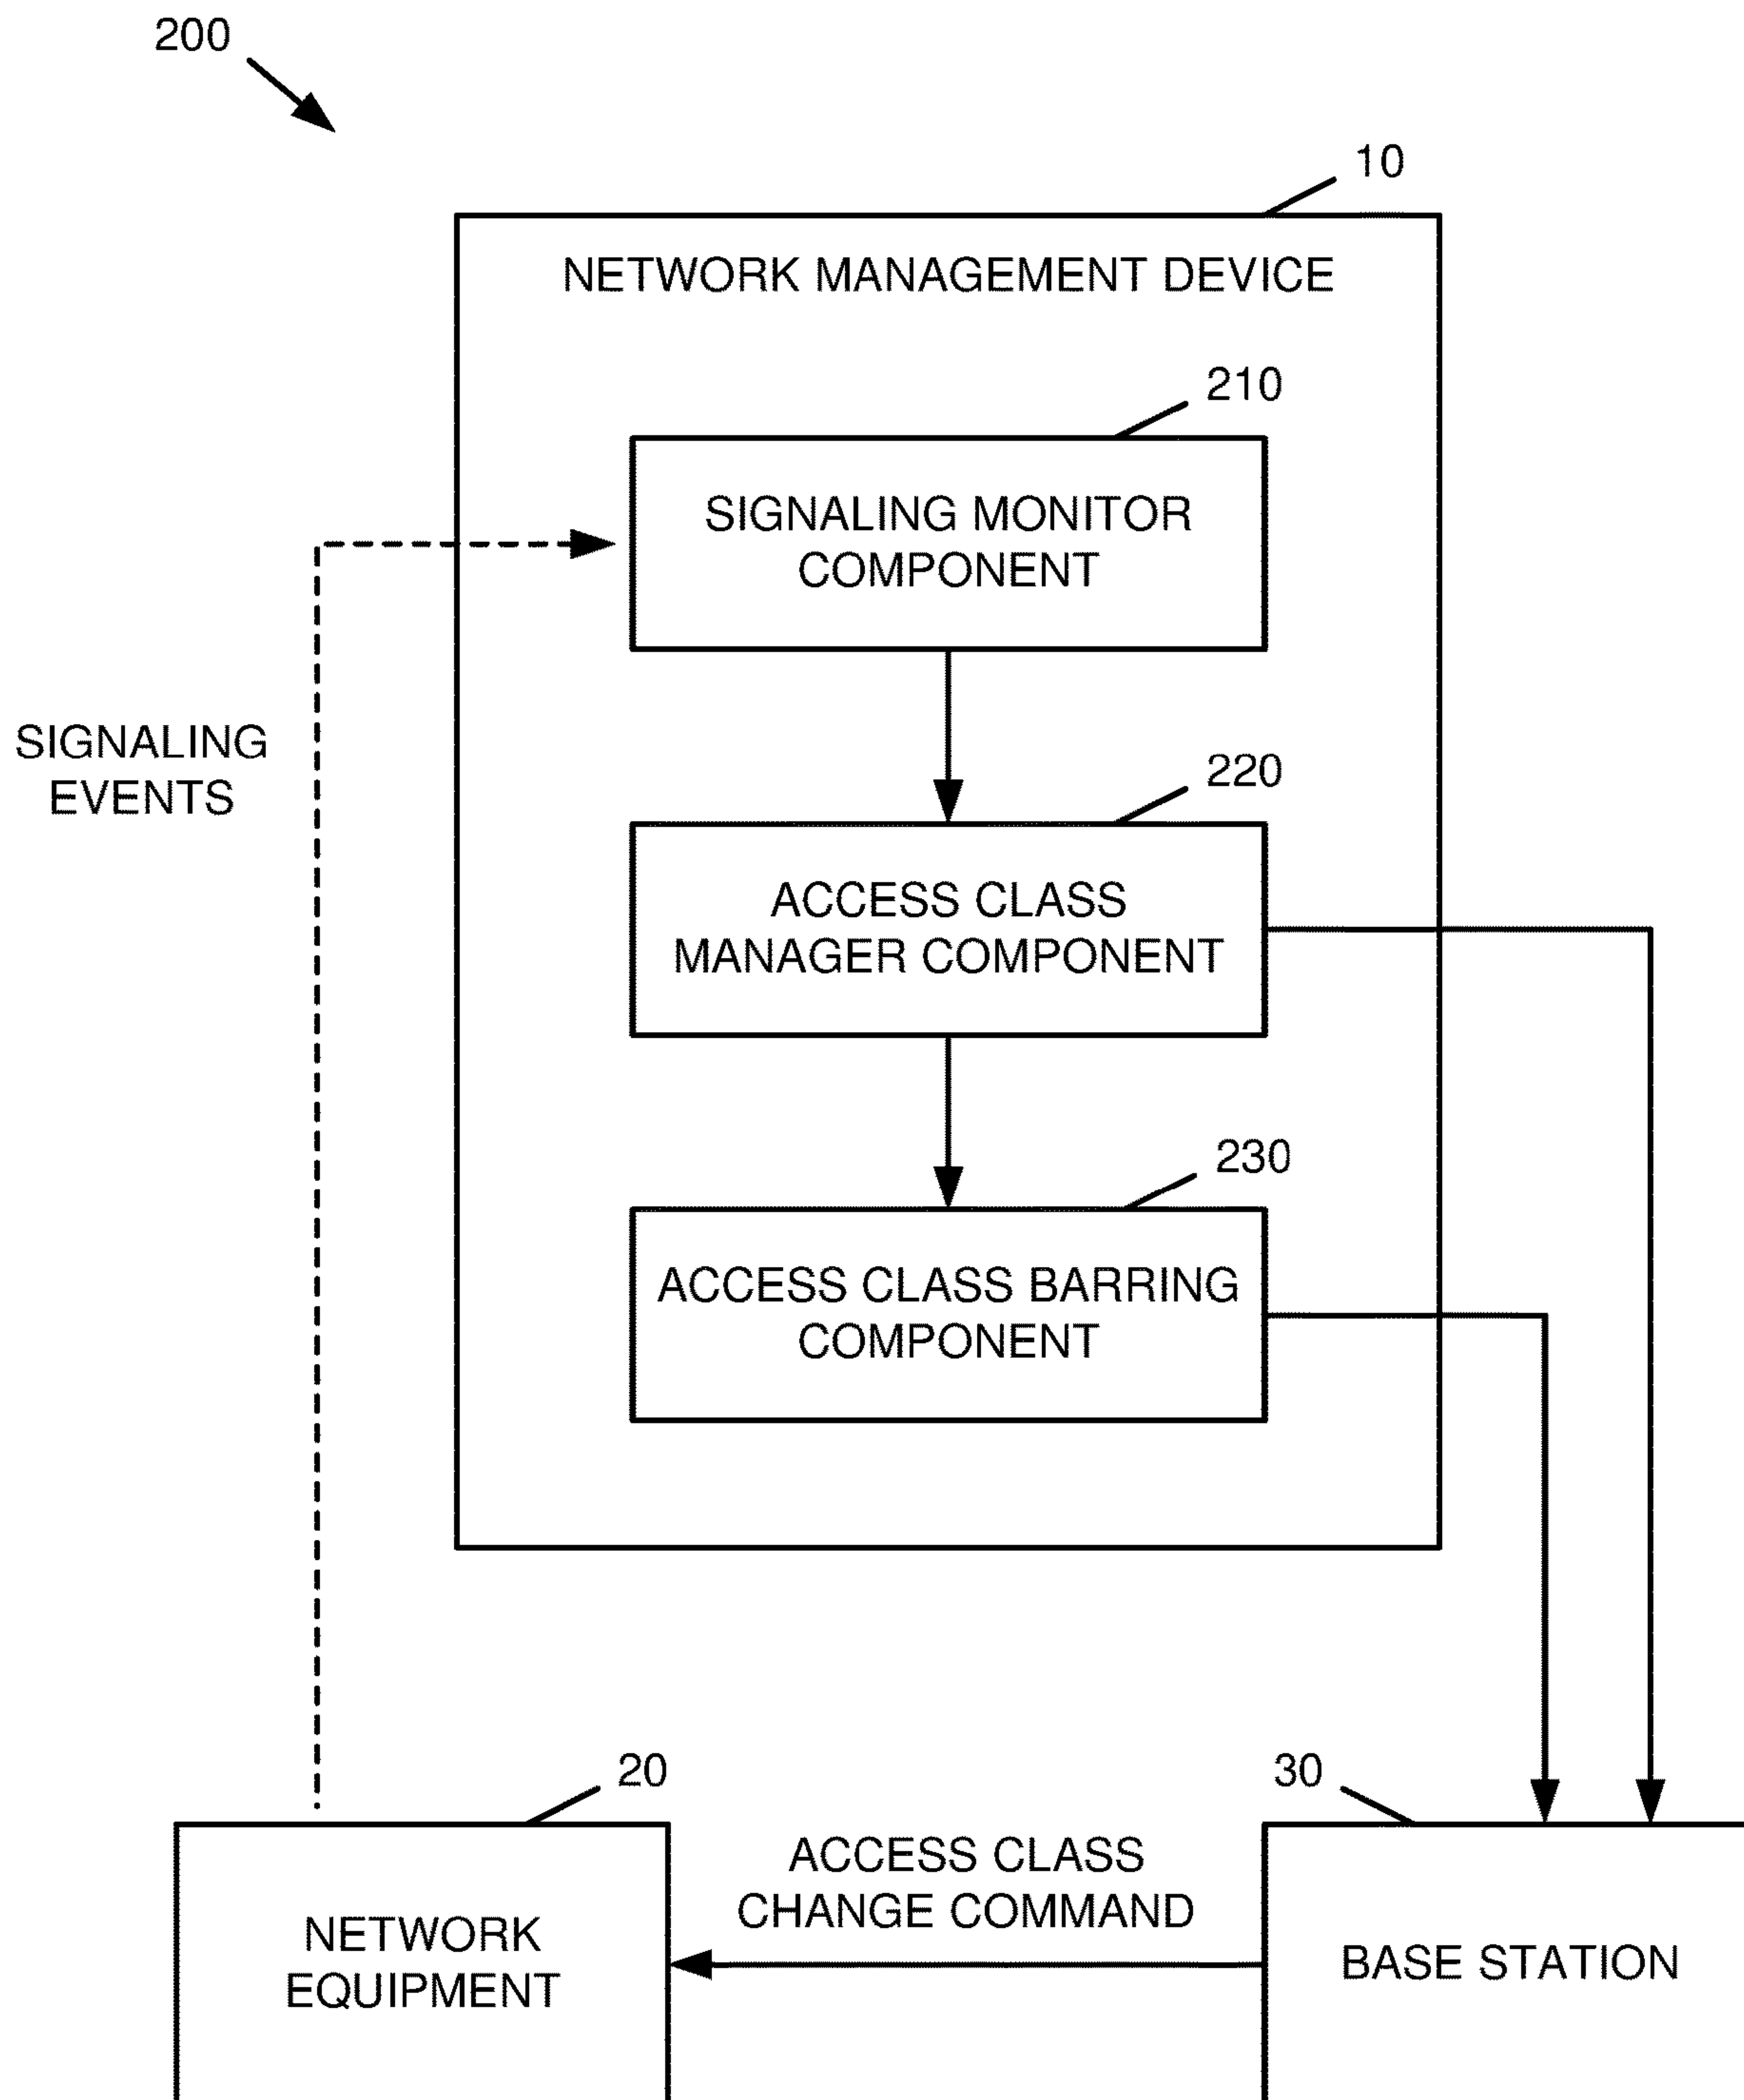 200
10
NETWORK MANAGEMENT DEVICE
210
SIGNALING MONITOR
COMPONENT
SIGNALING
EVENTS
220
ACCESS CLASS
MANAGER COMPONENT
230
ACCESS CLASS BARRING
COMPONENT
20
30
ACCESS CLASS
CHANGE COMMAND
NETWORK
EQUIPMENT
BASE STATION